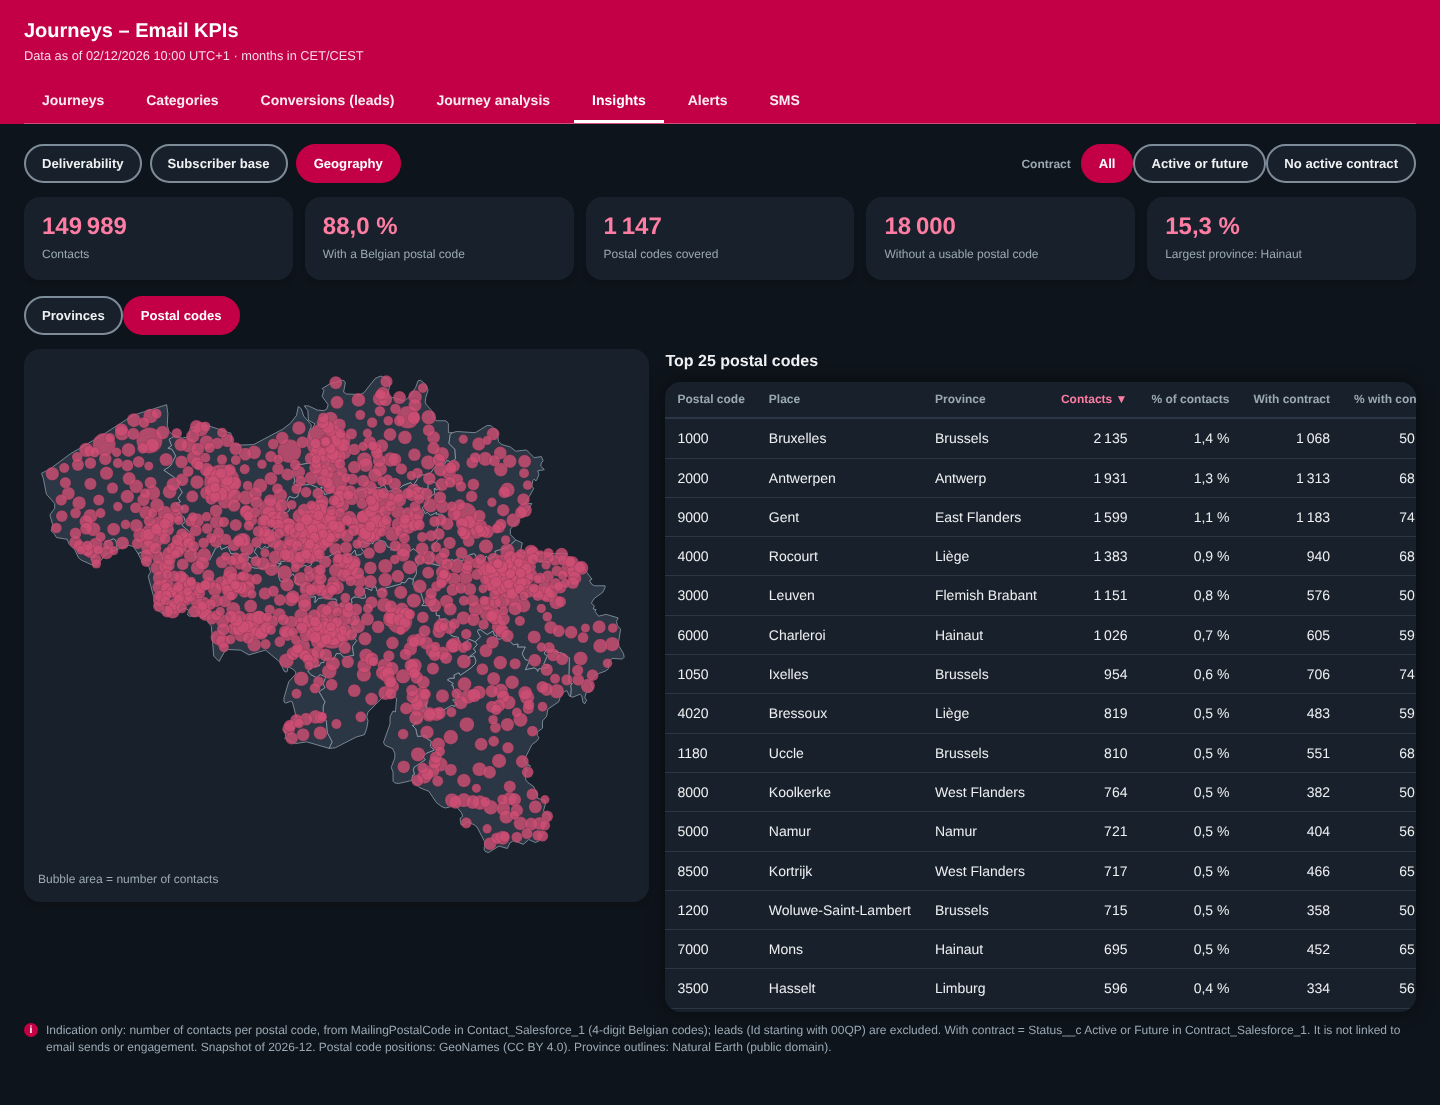 Journeys – Email KPIs
Data as of 02/12/2026 10:00 UTC+1 · months in CET/CEST
Journeys Categories Conversions (leads) Journey analysis Insights Alerts SMS
Deliverability Subscriber base Geography Contract All Active or future No active contract
149 989 88,0 % 1 147 18 000 15,3 %
Contacts With a Belgian postal code Postal codes covered Without a usable postal code Largest province: Hainaut
Provinces Postal codes
Top 25 postal codes
Postal code Place Province Contacts ▼ % of contacts With contract % with con
1000 Bruxelles Brussels 2 135 1,4 % 1 068 50
2000 Antwerpen Antwerp 1 931 1,3 % 1 313 68
9000 Gent East Flanders 1 599 1,1 % 1 183 74
4000 Rocourt Liège 1 383 0,9 % 940 68
3000 Leuven Flemish Brabant 1 151 0,8 % 576 50
6000 Charleroi Hainaut 1 026 0,7 % 605 59
1050 Ixelles Brussels 954 0,6 % 706 74
4020 Bressoux Liège 819 0,5 % 483 59
1180 Uccle Brussels 810 0,5 % 551 68
8000 Koolkerke West Flanders 764 0,5 % 382 50
5000 Namur Namur 721 0,5 % 404 56
8500 Kortrijk West Flanders 717 0,5 % 466 65
1200 Woluwe-Saint-Lambert Brussels 715 0,5 % 358 50
7000 Mons Hainaut 695 0,5 % 452 65
3500 Hasselt Limburg 596 0,4 % 334 56
Bubble area = number of contacts
i Indication only: number of contacts per postal code, from MailingPostalCode in Contact_Salesforce_1 (4-digit Belgian codes); leads (Id starting with 00QP) are excluded. With contract = Status__c Active or Future in Contract_Salesforce_1. It is not linked to
email sends or engagement. Snapshot of 2026-12. Postal code positions: GeoNames (CC BY 4.0). Province outlines: Natural Earth (public domain).